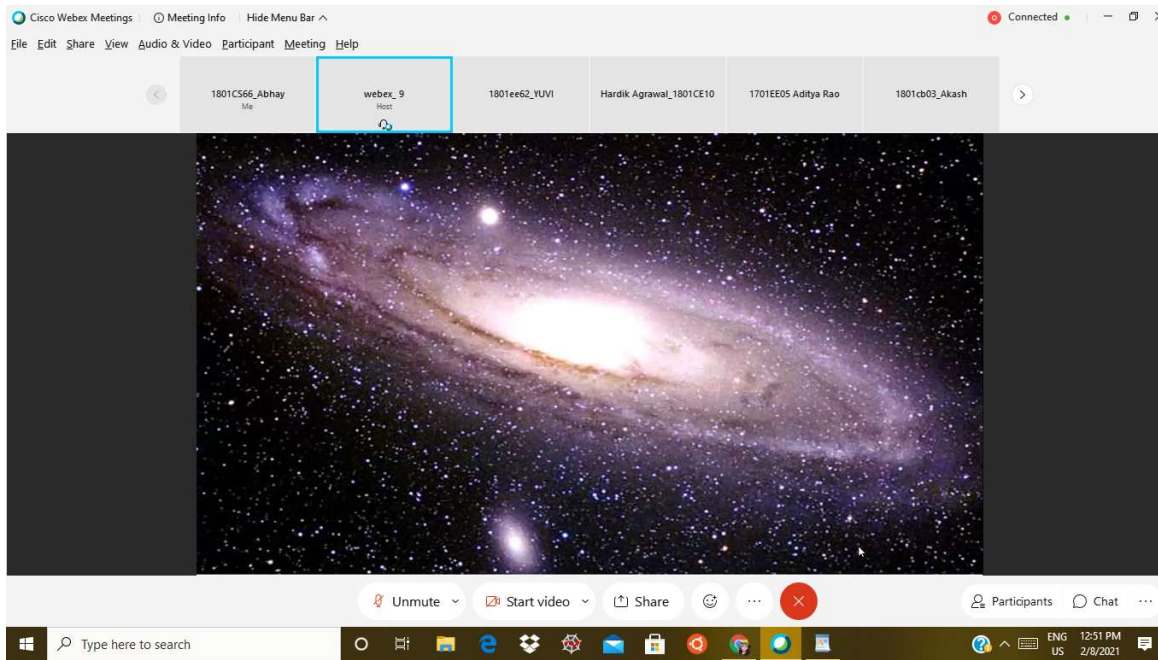 Cisco Webex Meetings
Meeting Info
Hide Menu Bar
Connected
File Edit Share View Audio & Video Participant Meeting Help
1801CS66_Abhay
Me
webex_ 9
Host
1801ee62_YUVI
Hardik Agrawal_1801CE10
1701EE05 Aditya Rao
1801cb03_Akash
Unmute
Start video
Share
Participants
Chat
Type here to search
ENG
US
12:51 PM
2/8/2021